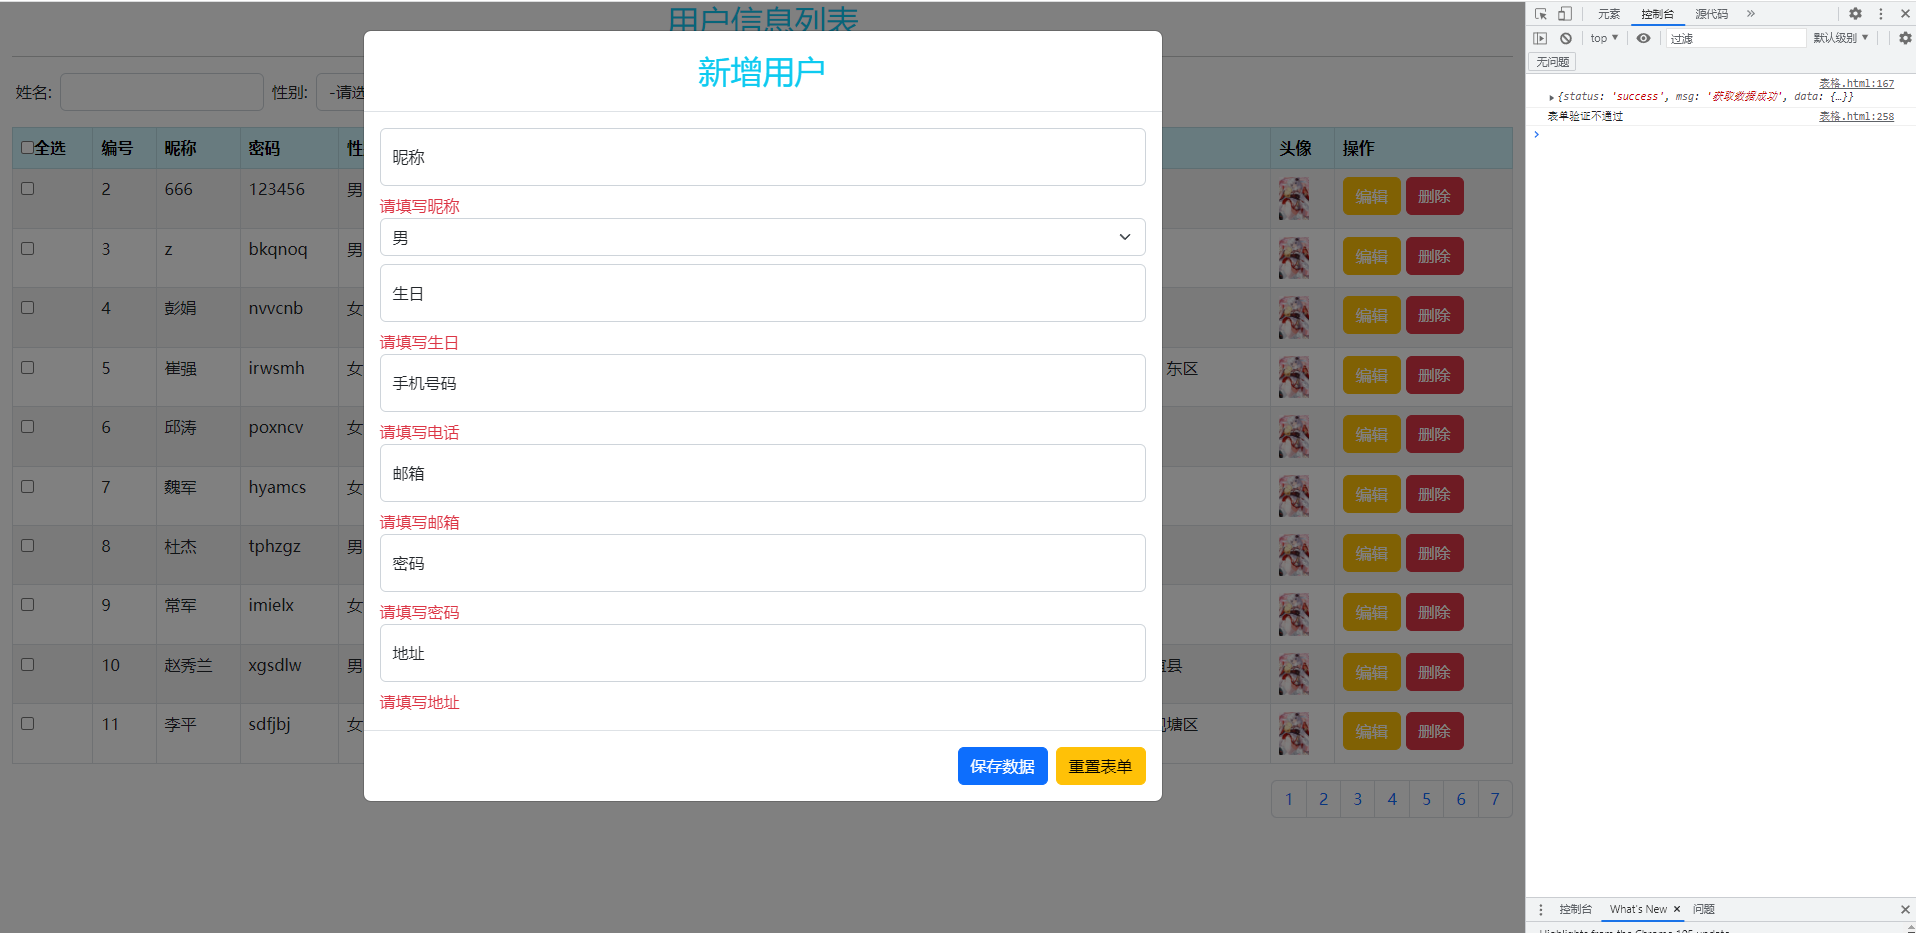 用户信息列表
姓名:
性别:
-请选
全选 编号 昵称 密码 性 头像 操作
2 666 123456 男 编辑 删除
3 z bkqnoq 男 编辑 删除
4 彭娟 nvvcnb 女 编辑 删除
5 崔强 irwsmh 女 东区 编辑 删除
6 邱涛 poxncv 女 编辑 删除
7 魏军 hyamcs 女 编辑 删除
8 杜杰 tphzgz 男 编辑 删除
9 常军 imielx 女 编辑 删除
10 赵秀兰 xgsdlw 男 县 编辑 删除
11 李平 sdfjbj 女 塘区 编辑 删除
1 2 3 4 5 6 7
新增用户
昵称
请填写昵称
男
生日
请填写生日
手机号码
请填写电话
邮箱
请填写邮箱
密码
请填写密码
地址
请填写地址
保存数据 重置表单
元素 控制台 源代码 »
top ▼ 过滤 默认级别 ▼
无问题
表格.html:167
▶ {status: 'success', msg: '获取数据成功', data: {…}}
表单验证不通过 表格.html:258
控制台 What's New × 问题
Highlights from the Chrome 105 update